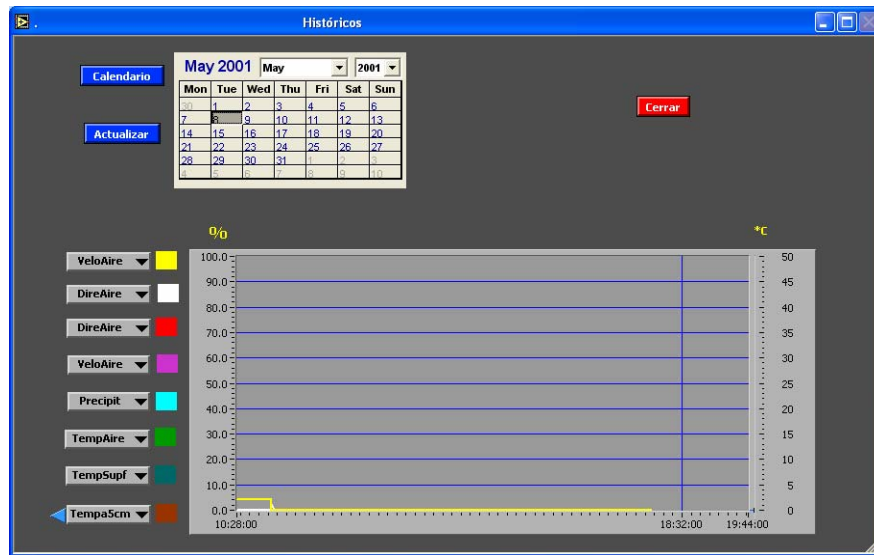 . Históricos
Calendario
May 2001 May 2001
Mon Tue Wed Thu Fri Sat Sun
30 1 2 3 4 5 6
7 8 9 10 11 12 13
14 15 16 17 18 19 20
21 22 23 24 25 26 27
28 29 30 31 1 2 3
4 5 6 7 8 9 10
Actualizar
Cerrar
% *C
VeloAire
DireAire
DireAire
VeloAire
Precipit
TempAire
TempSupf
Tempa5cm
100.0 50
90.0 45
80.0 40
70.0 35
60.0 30
50.0 25
40.0 20
30.0 15
20.0 10
10.0 5
0.0 0
10:28:00 18:32:00 19:44:00